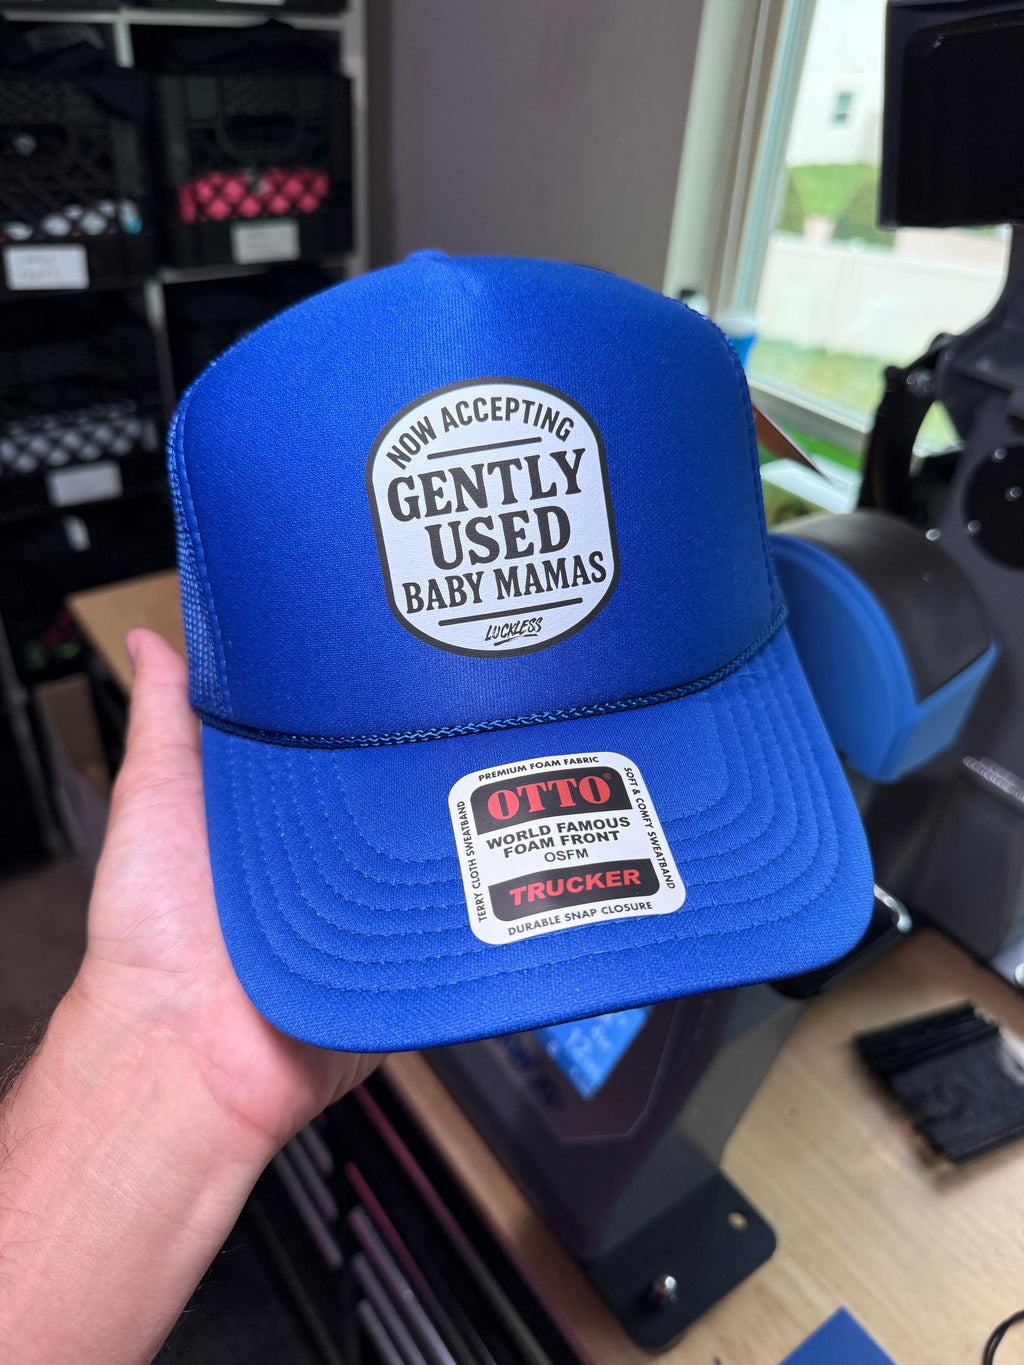 NOW ACCEPTING
GENTLY
USED
BABY MAMAS
LUCKLESS
PREMIUM FOAM FABRIC
OTTO®
WORLD FAMOUS
FOAM FRONT
OSFM
TRUCKER
DURABLE SNAP CLOSURE
TERRY CLOTH SWEATBAND
SOFT & COMFY SWEATBAND